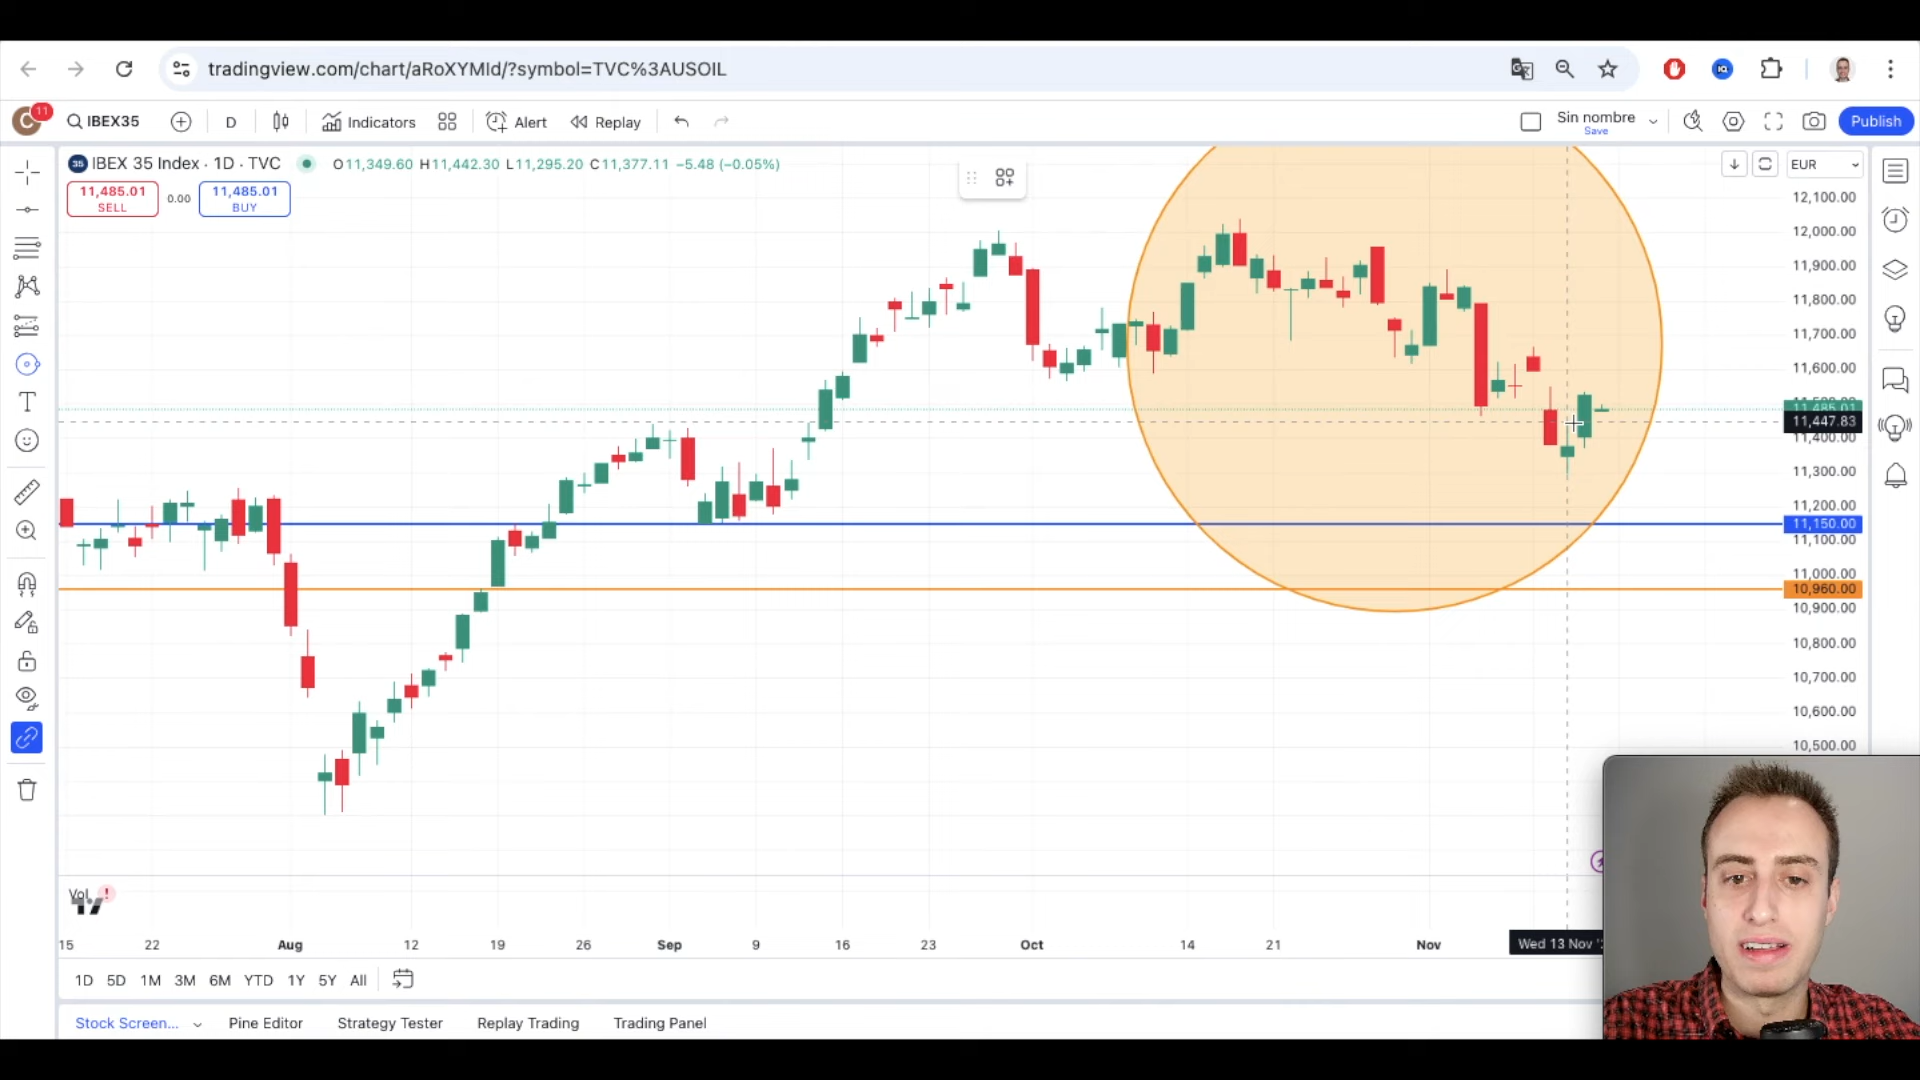 tradingview.com/chart/aRoXYMId/?symbol=TVC%3AUSOIL
C 11 IBEX35 D Indicators Alert Replay Sin nombre Save Publish
35 IBEX 35 Index · 1D · TVC O11,349.60 H11,442.30 L11,295.20 C11,377.11 −5.48 (−0.05%) EUR
11,485.01 SELL 0.00 11,485.01 BUY
12,100.00
12,000.00
11,900.00
11,800.00
11,700.00
11,600.00
11,485.01
11,447.83
11,400.00
11,300.00
11,200.00
11,150.00
11,100.00
11,000.00
10,960.00
10,900.00
10,800.00
10,700.00
10,600.00
10,500.00
Vol !
15 22 Aug 12 19 26 Sep 9 16 23 Oct 14 21 Nov Wed 13 Nov '
1D 5D 1M 3M 6M YTD 1Y 5Y All
Stock Screen... Pine Editor Strategy Tester Replay Trading Trading Panel